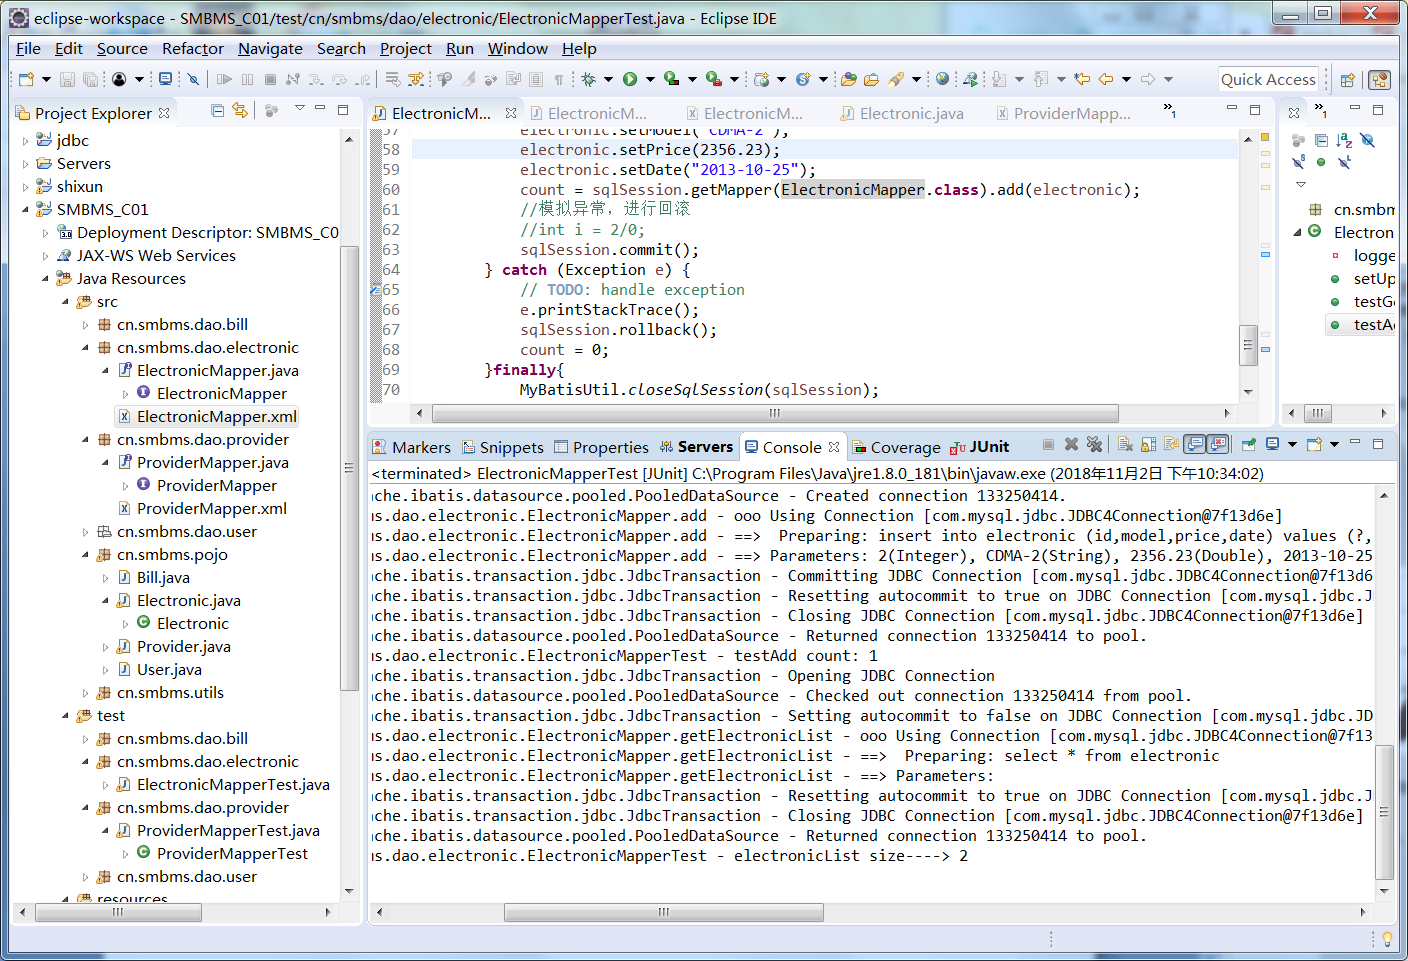 eclipse-workspace - SMBMS_C01/test/cn/smbms/dao/electronic/ElectronicMapperTest.java - Eclipse IDE
File Edit Source Refactor Navigate Search Project Run Window Help
Quick Access
Project Explorer
jdbc
Servers
shixun
SMBMS_C01
Deployment Descriptor: SMBMS_C0
JAX-WS Web Services
Java Resources
src
cn.smbms.dao.bill
cn.smbms.dao.electronic
ElectronicMapper.java
ElectronicMapper
ElectronicMapper.xml
cn.smbms.dao.provider
ProviderMapper.java
ProviderMapper
ProviderMapper.xml
cn.smbms.dao.user
cn.smbms.pojo
Bill.java
Electronic.java
Electronic
Provider.java
User.java
cn.smbms.utils
test
cn.smbms.dao.bill
cn.smbms.dao.electronic
ElectronicMapperTest.java
cn.smbms.dao.provider
ProviderMapperTest.java
ProviderMapperTest
cn.smbms.dao.user
resources
ElectronicM... ElectronicM... ElectronicM... Electronic.java ProviderMapp... »1
57 electronic.setModel("CDMA-2");
58 electronic.setPrice(2356.23);
59 electronic.setDate("2013-10-25");
60 count = sqlSession.getMapper(ElectronicMapper.class).add(electronic);
61 //模拟异常，进行回滚
62 //int i = 2/0;
63 sqlSession.commit();
64 } catch (Exception e) {
65 // TODO: handle exception
66 e.printStackTrace();
67 sqlSession.rollback();
68 count = 0;
69 }finally{
70 MyBatisUtil.closeSqlSession(sqlSession);
»1
cn.smbm
Electron
logge
setUp
testGe
testAc
Markers Snippets Properties Servers Console Coverage JUnit
<terminated> ElectronicMapperTest [JUnit] C:\Program Files\Java\jre1.8.0_181\bin\javaw.exe (2018年11月2日 下午10:34:02)
che.ibatis.datasource.pooled.PooledDataSource - Created connection 133250414.
s.dao.electronic.ElectronicMapper.add - ooo Using Connection [com.mysql.jdbc.JDBC4Connection@7f13d6e]
s.dao.electronic.ElectronicMapper.add - ==>  Preparing: insert into electronic (id,model,price,date) values (?,
s.dao.electronic.ElectronicMapper.add - ==> Parameters: 2(Integer), CDMA-2(String), 2356.23(Double), 2013-10-25
che.ibatis.transaction.jdbc.JdbcTransaction - Committing JDBC Connection [com.mysql.jdbc.JDBC4Connection@7f13d6
che.ibatis.transaction.jdbc.JdbcTransaction - Resetting autocommit to true on JDBC Connection [com.mysql.jdbc.J
che.ibatis.transaction.jdbc.JdbcTransaction - Closing JDBC Connection [com.mysql.jdbc.JDBC4Connection@7f13d6e]
che.ibatis.datasource.pooled.PooledDataSource - Returned connection 133250414 to pool.
s.dao.electronic.ElectronicMapperTest - testAdd count: 1
che.ibatis.transaction.jdbc.JdbcTransaction - Opening JDBC Connection
che.ibatis.datasource.pooled.PooledDataSource - Checked out connection 133250414 from pool.
che.ibatis.transaction.jdbc.JdbcTransaction - Setting autocommit to false on JDBC Connection [com.mysql.jdbc.JD
s.dao.electronic.ElectronicMapper.getElectronicList - ooo Using Connection [com.mysql.jdbc.JDBC4Connection@7f13
s.dao.electronic.ElectronicMapper.getElectronicList - ==>  Preparing: select * from electronic
s.dao.electronic.ElectronicMapper.getElectronicList - ==> Parameters:
che.ibatis.transaction.jdbc.JdbcTransaction - Resetting autocommit to true on JDBC Connection [com.mysql.jdbc.J
che.ibatis.transaction.jdbc.JdbcTransaction - Closing JDBC Connection [com.mysql.jdbc.JDBC4Connection@7f13d6e]
che.ibatis.datasource.pooled.PooledDataSource - Returned connection 133250414 to pool.
s.dao.electronic.ElectronicMapperTest - electronicList size----> 2